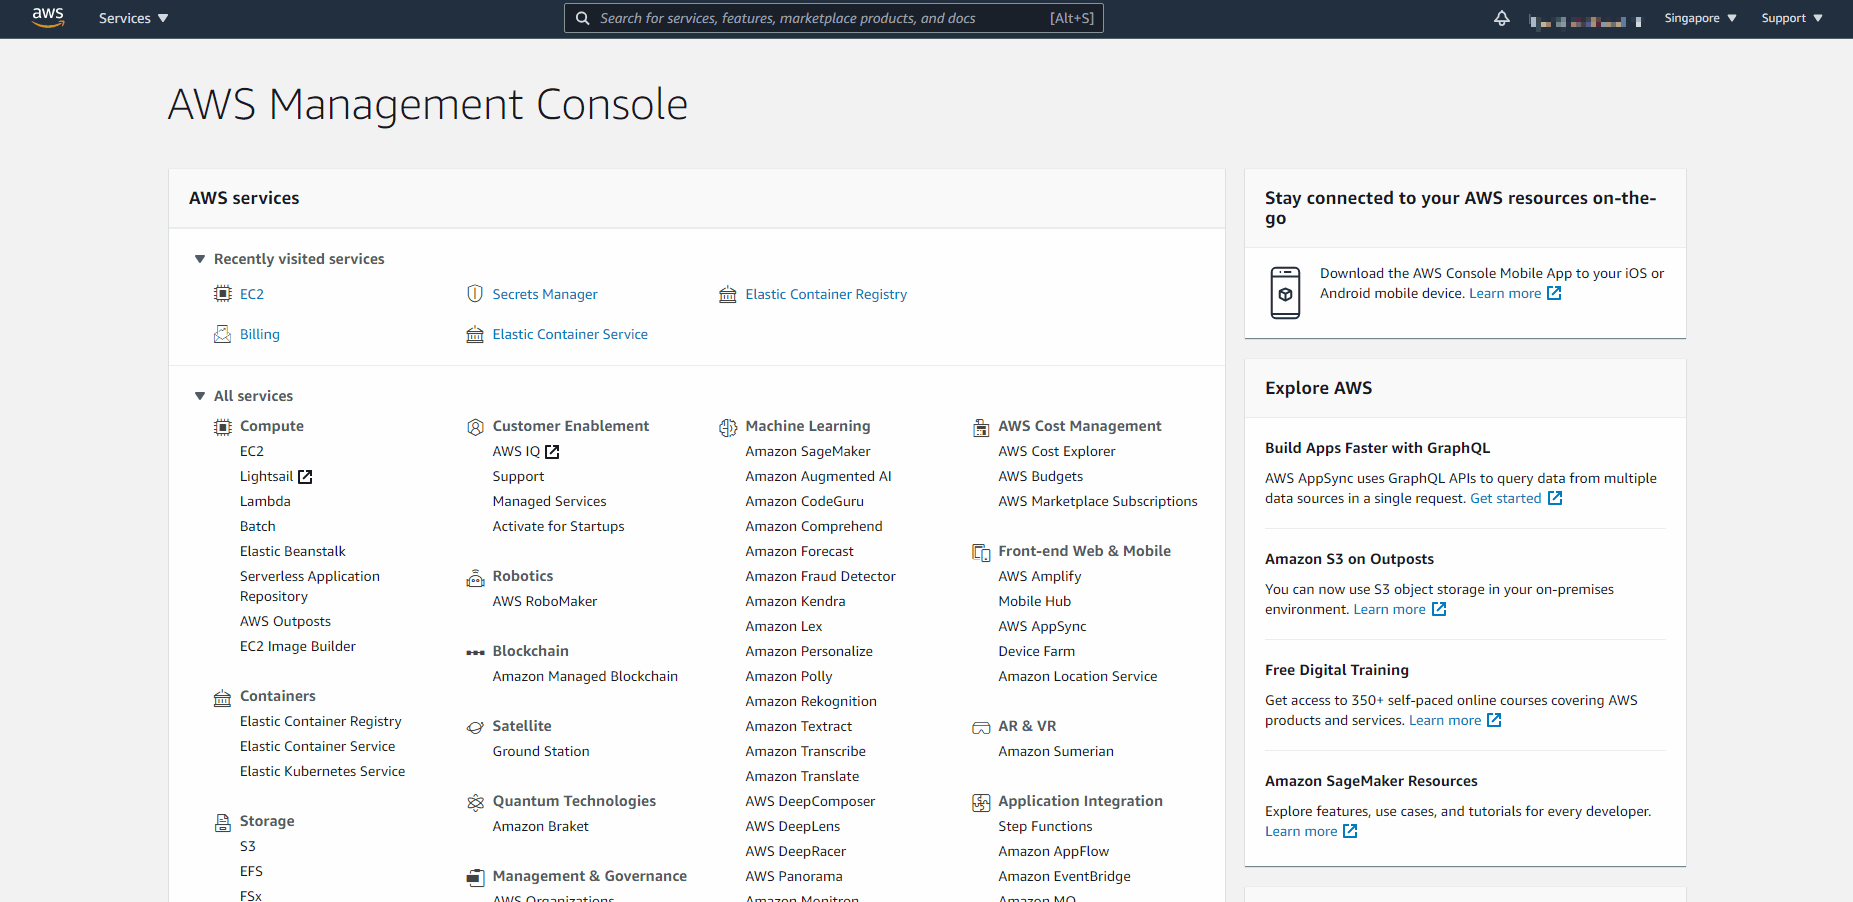 aws
Services
Search for services, features, marketplace products, and docs
[Alt+S]
Singapore
Support
AWS Management Console
AWS services
Recently visited services
EC2
Secrets Manager
Elastic Container Registry
Billing
Elastic Container Service
All services
Compute
EC2
Lightsail
Lambda
Batch
Elastic Beanstalk
Serverless Application
Repository
AWS Outposts
EC2 Image Builder
Containers
Elastic Container Registry
Elastic Container Service
Elastic Kubernetes Service
Storage
S3
EFS
FSx
Customer Enablement
AWS IQ
Support
Managed Services
Activate for Startups
Robotics
AWS RoboMaker
Blockchain
Amazon Managed Blockchain
Satellite
Ground Station
Quantum Technologies
Amazon Braket
Management & Governance
AWS Organizations
Machine Learning
Amazon SageMaker
Amazon Augmented AI
Amazon CodeGuru
Amazon Comprehend
Amazon Forecast
Amazon Fraud Detector
Amazon Kendra
Amazon Lex
Amazon Personalize
Amazon Polly
Amazon Rekognition
Amazon Textract
Amazon Transcribe
Amazon Translate
AWS DeepComposer
AWS DeepLens
AWS DeepRacer
AWS Panorama
Amazon Monitron
AWS Cost Management
AWS Cost Explorer
AWS Budgets
AWS Marketplace Subscriptions
Front-end Web & Mobile
AWS Amplify
Mobile Hub
AWS AppSync
Device Farm
Amazon Location Service
AR & VR
Amazon Sumerian
Application Integration
Step Functions
Amazon AppFlow
Amazon EventBridge
Amazon MQ
Stay connected to your AWS resources on-the-
go
Download the AWS Console Mobile App to your iOS or
Android mobile device. Learn more
Explore AWS
Build Apps Faster with GraphQL
AWS AppSync uses GraphQL APIs to query data from multiple
data sources in a single request. Get started
Amazon S3 on Outposts
You can now use S3 object storage in your on-premises
environment. Learn more
Free Digital Training
Get access to 350+ self-paced online courses covering AWS
products and services. Learn more
Amazon SageMaker Resources
Explore features, use cases, and tutorials for every developer.
Learn more